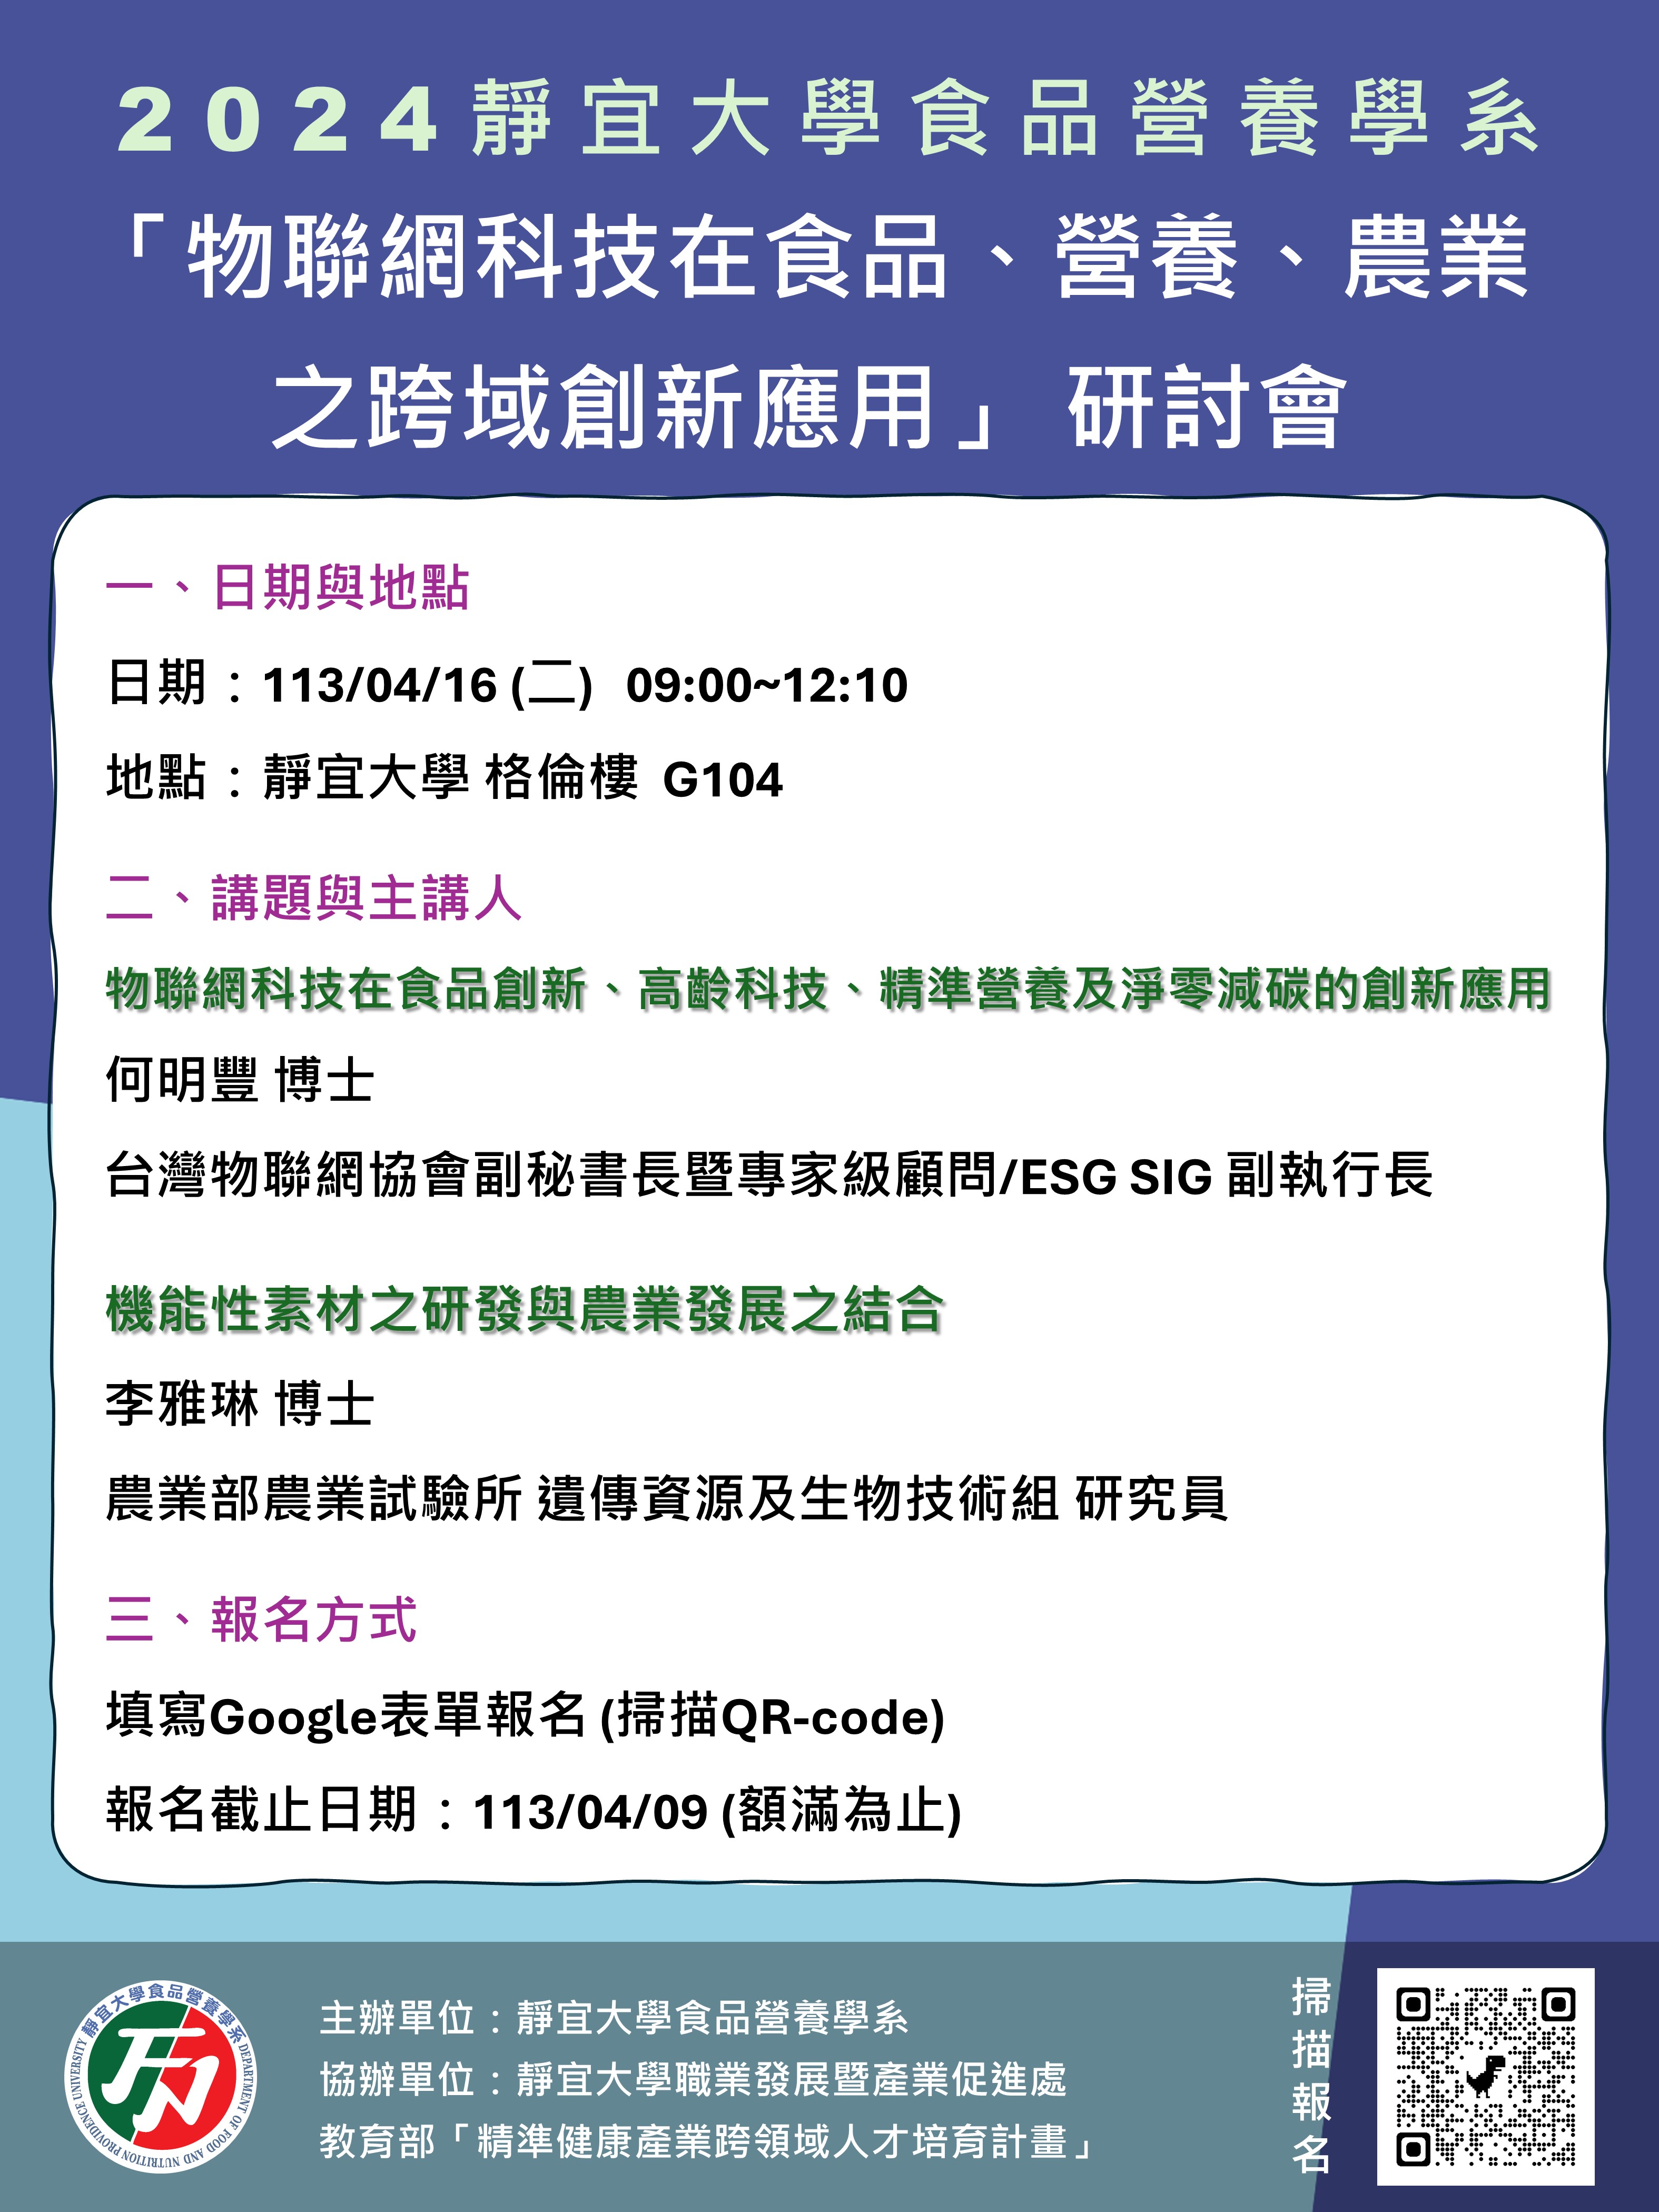 2024靜宜大學食品營養學系
「物聯網科技在食品、營養、農業
之跨域創新應用」 研討會
一、日期與地點
日期：113/04/16 (二) 09:00~12:10
地點：靜宜大學 格倫樓 G104
二、講題與主講人
物聯網科技在食品創新、高齡科技、精準營養及淨零減碳的創新應用
何明豐 博士
台灣物聯網協會副秘書長暨專家級顧問/ESG SIG 副執行長
機能性素材之研發與農業發展之結合
李雅琳 博士
農業部農業試驗所 遺傳資源及生物技術組 研究員
三、報名方式
填寫Google表單報名 (掃描QR-code)
報名截止日期：113/04/09 (額滿為止)
靜宜大學食品營養學系
DEPARTMENT OF FOOD AND NUTRITION PROVIDENCE UNIVERSITY
FN
主辦單位：靜宜大學食品營養學系
協辦單位：靜宜大學職業發展暨產業促進處
教育部「精準健康產業跨領域人才培育計畫」
掃描報名